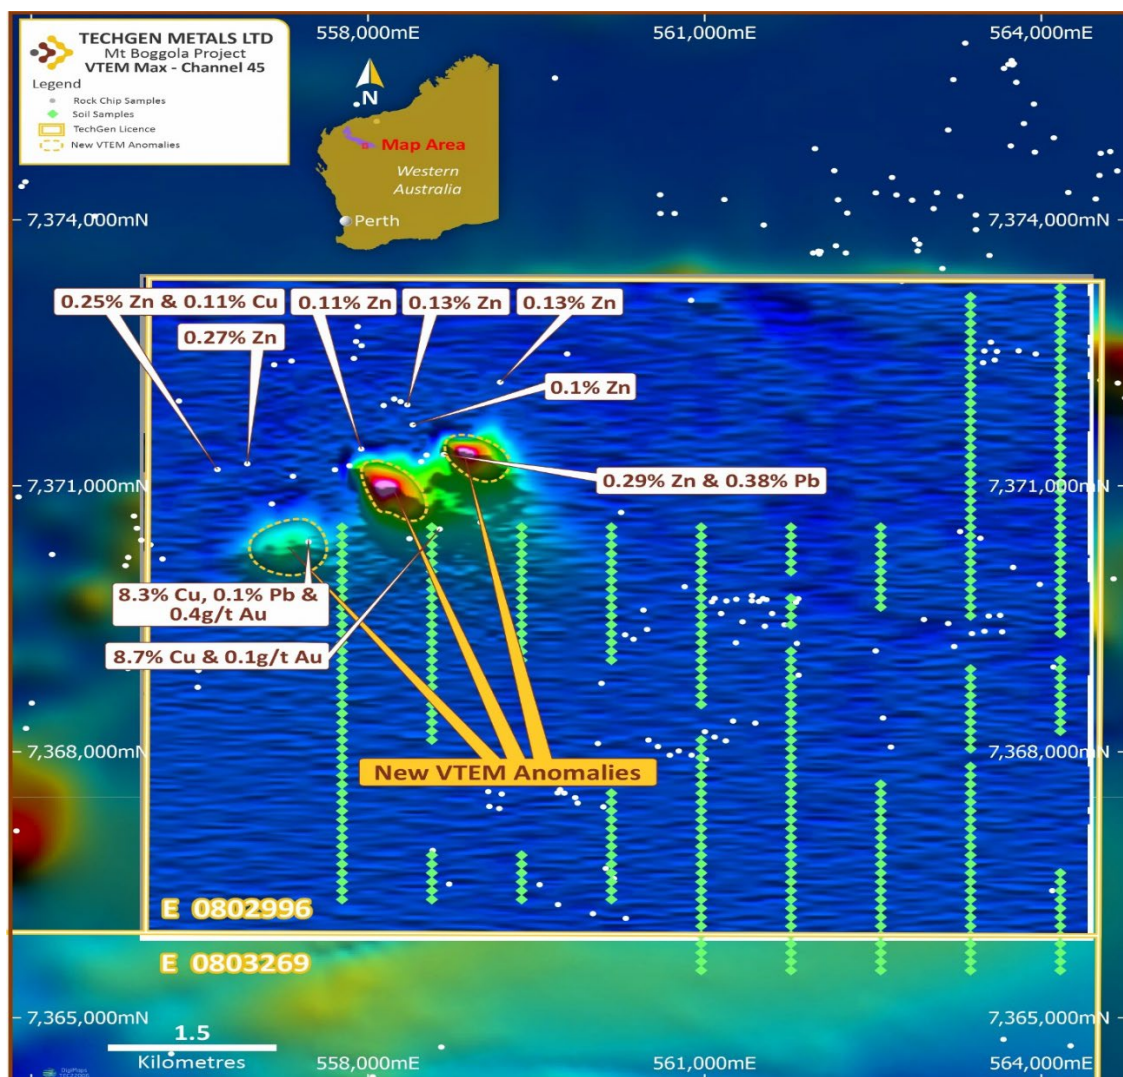 TECHGEN METALS LTD
Mt Boggola Project
VTEM Max - Channel 45
Legend
Rock Chip Samples
Soil Samples
TechGen Licence
New VTEM Anomalies
558,000mE
561,000mE
564,000mE
N
Map Area
Western
Australia
Perth
7,374,000mN
7,374,000mN
0.25% Zn & 0.11% Cu
0.11% Zn
0.13% Zn
0.13% Zn
0.27% Zn
0.1% Zn
0.29% Zn & 0.38% Pb
7,371,000mN
7,371,000mN
8.3% Cu, 0.1% Pb &
0.4g/t Au
8.7% Cu & 0.1g/t Au
7,368,000mN
7,368,000mN
New VTEM Anomalies
E 0802996
E 0803269
7,365,000mN
7,365,000mN
1.5
Kilometres
558,000mE
561,000mE
564,000mE
DigiMaps